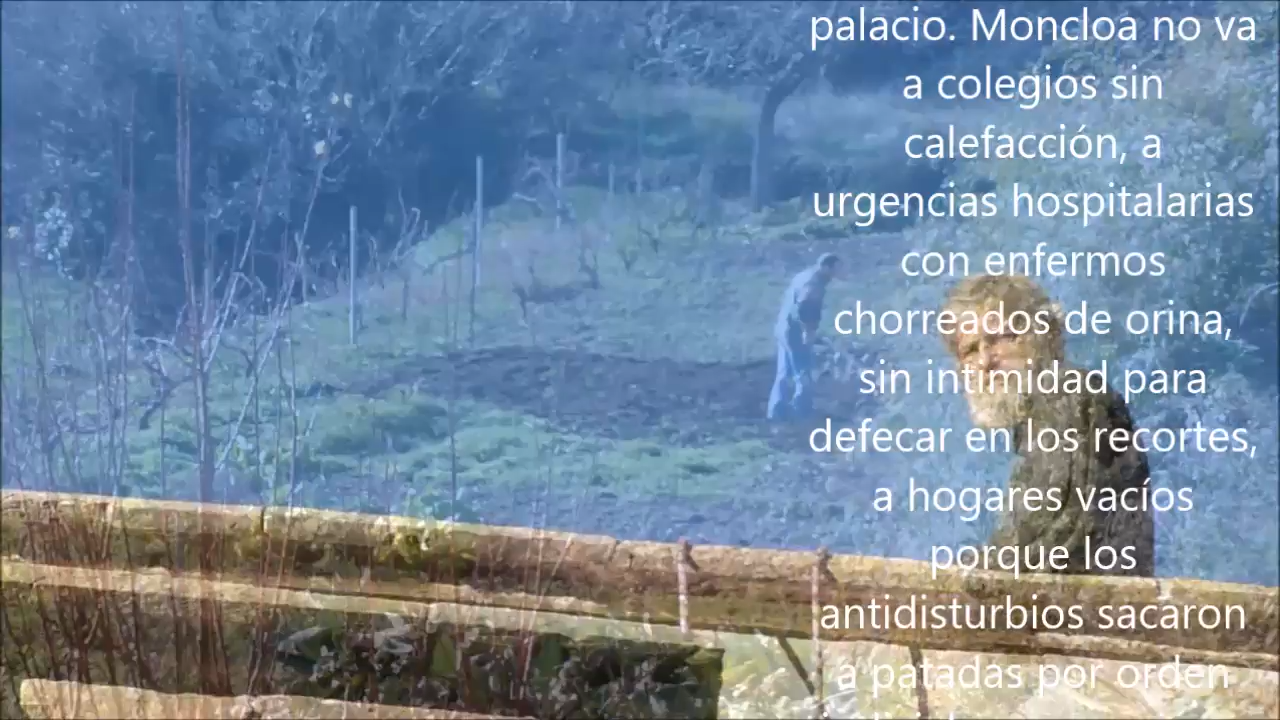 palacio. Moncloa no va
a colegios sin
calefacción, a
urgencias hospitalarias
con enfermos
chorreados de orina,
sin intimidad para
defecar en los recortes,
a hogares vacíos
porque los
antidisturbios sacaron
a patadas por orden